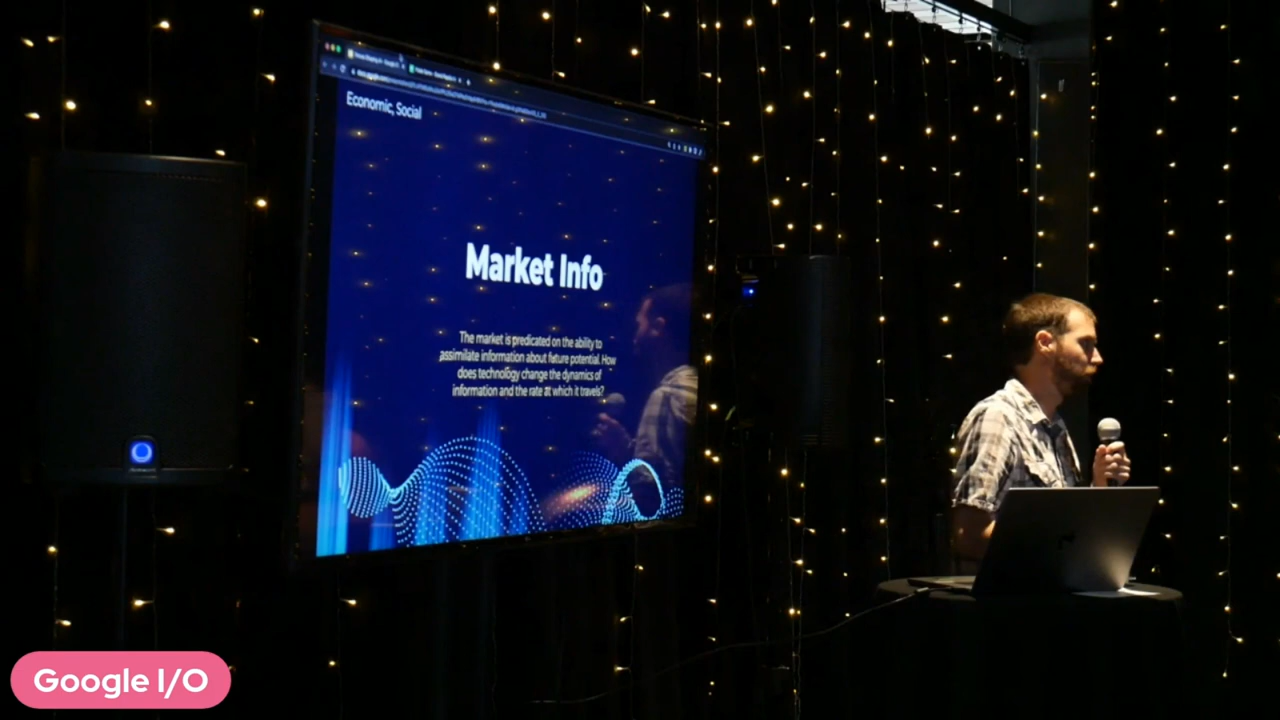 Economic, Social
Market Info
The market is predicated on the ability to
assimilate information about future potential. How
does technology change the dynamics of
information and the rate at which it travels?
Google I/O